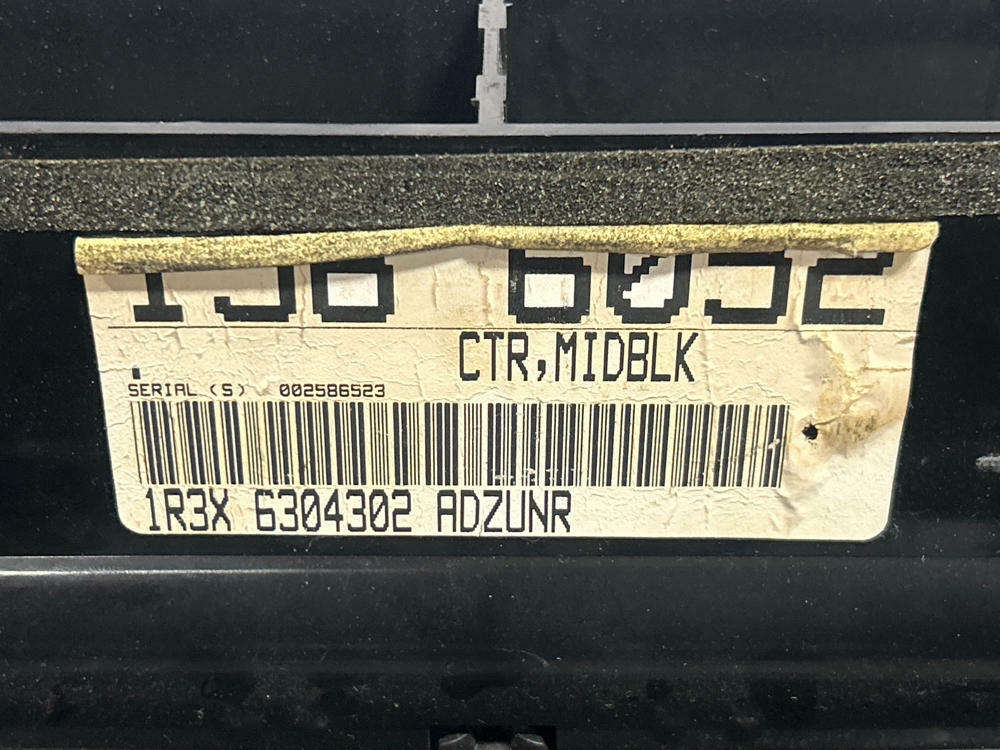 CTR,MIDBLK
SERIAL (S) 002586523
1R3X 6304302 ADZUNR